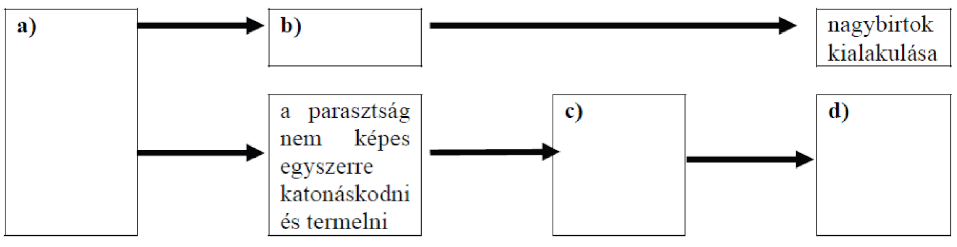 a)
b)
nagybirtok
kialakulása
a parasztság
nem képes
egyszerre
katonáskodni
és termelni
c)
d)